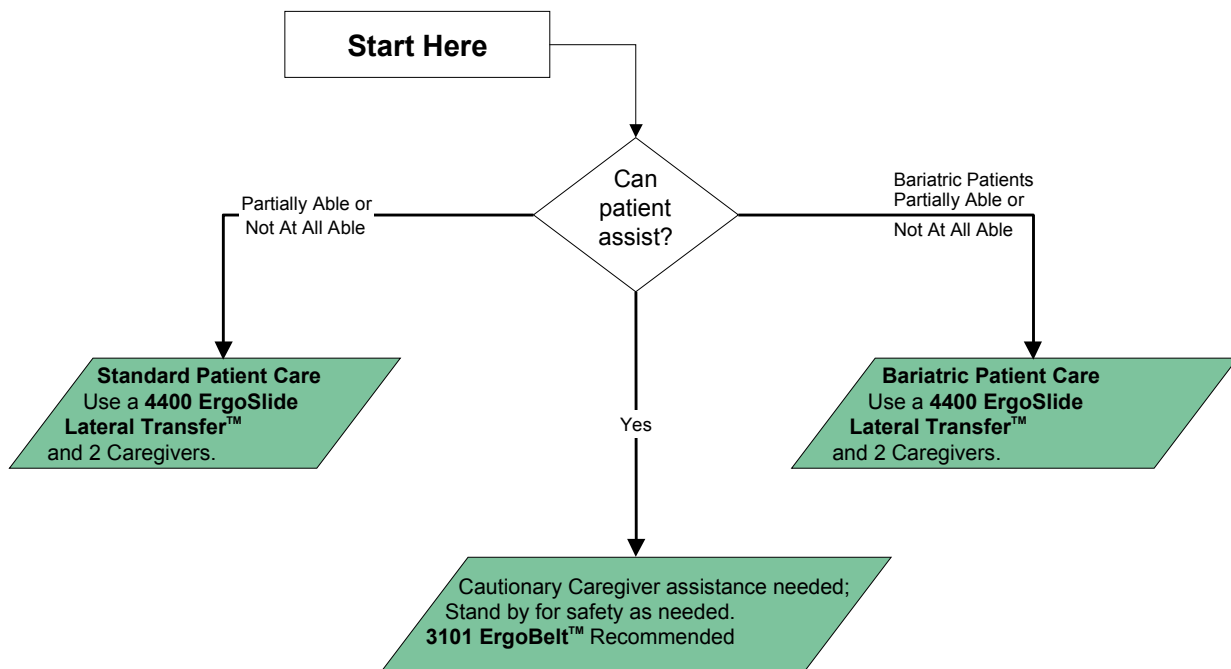 Start Here
Can
patient
assist?
Partially Able or
Not At All Able
Bariatric Patients
Partially Able or
Not At All Able
Standard Patient Care
Use a 4400 ErgoSlide
Lateral Transfer™
and 2 Caregivers.
Yes
Bariatric Patient Care
Use a 4400 ErgoSlide
Lateral Transfer™
and 2 Caregivers.
Cautionary Caregiver assistance needed;
Stand by for safety as needed.
3101 ErgoBelt™ Recommended